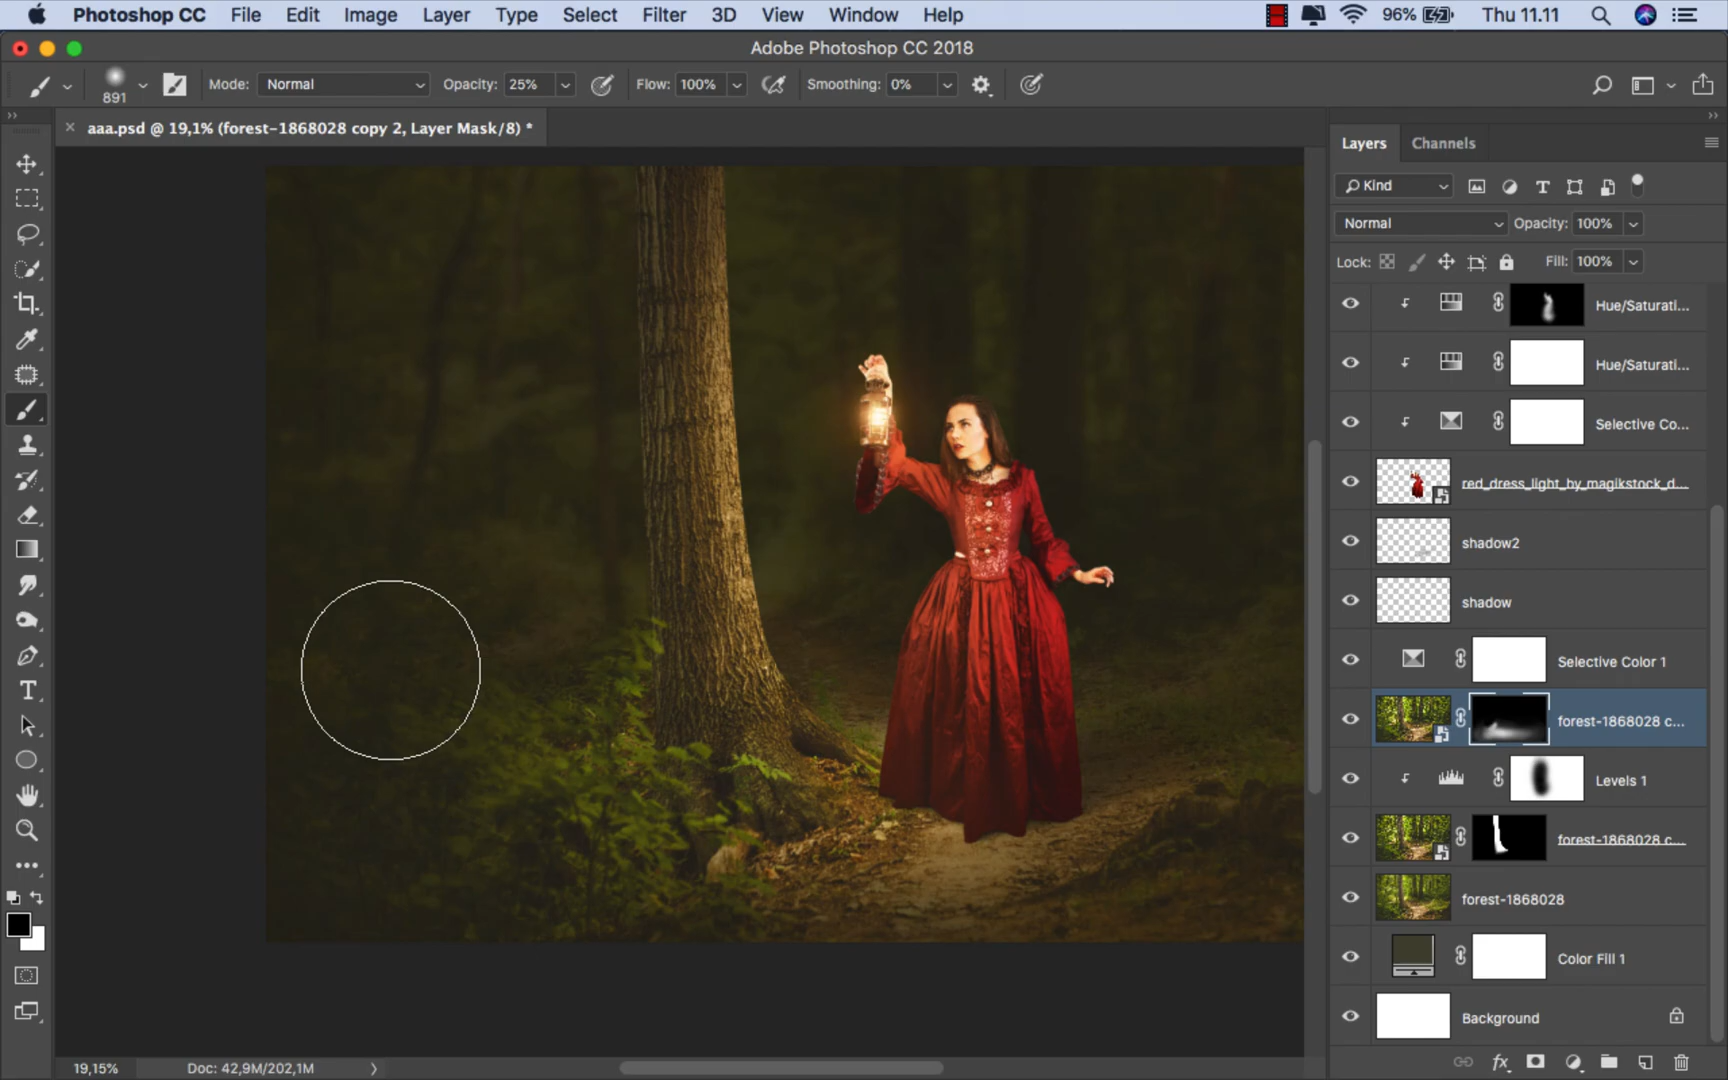 Photoshop CC File Edit Image Layer Type Select Filter 3D View Window Help 96% Thu 11.11
Adobe Photoshop CC 2018
891 Mode: Normal Opacity: 25% Flow: 100% Smoothing: 0%
aaa.psd @ 19,1% (forest-1868028 copy 2, Layer Mask/8) *
Layers Channels
Kind
Normal Opacity: 100%
Lock: Fill: 100%
Hue/Saturati...
Hue/Saturati...
Selective Co...
red_dress_light_by_magikstock_d...
shadow2
shadow
Selective Color 1
forest-1868028 c...
Levels 1
forest-1868028 c...
forest-1868028
Color Fill 1
Background
19,15% Doc: 42,9M/202,1M